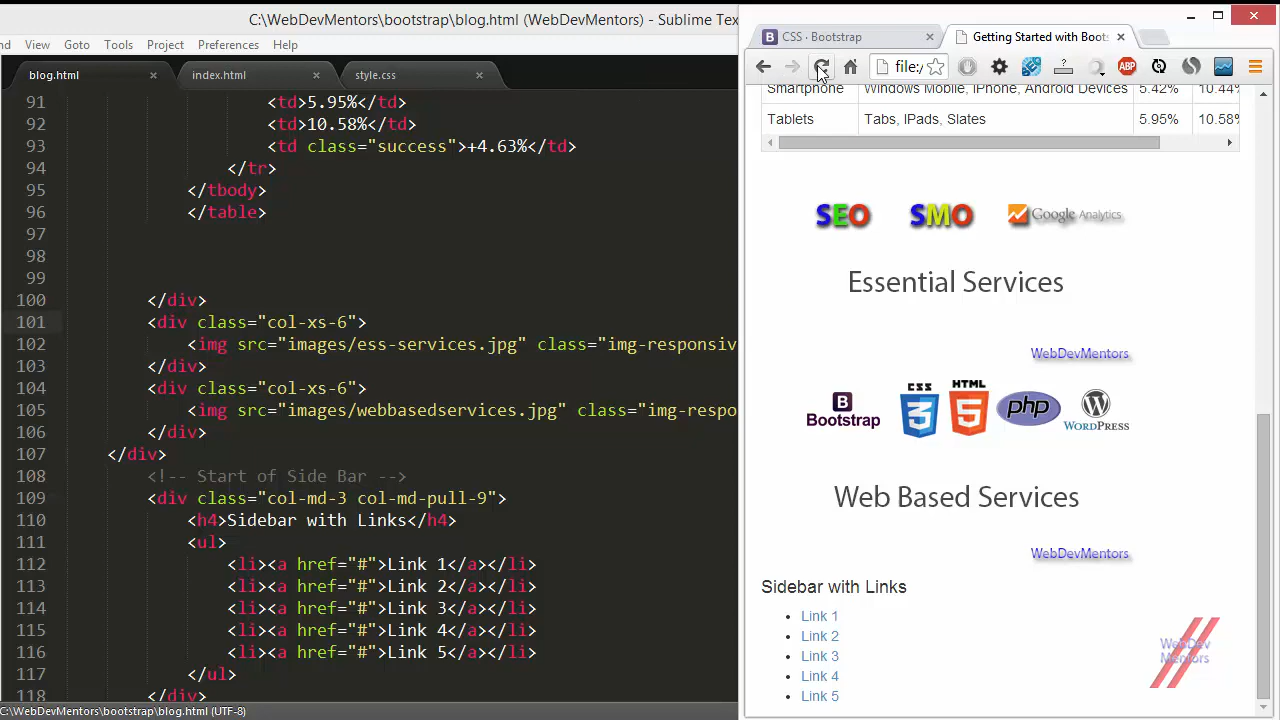 C:\WebDevMentors\bootstrap\blog.html (WebDevMentors) - Sublime Tex
nd View Goto Tools Project Preferences Help
blog.html × index.html × style.css ×
91 <td>5.95%</td>
92 <td>10.58%</td>
93 <td class="success">+4.63%</td>
94 </tr>
95 </tbody>
96 </table>
97
98
99
100 </div>
101 <div class="col-xs-6">
102 <img src="images/ess-services.jpg" class="img-responsiv
103 </div>
104 <div class="col-xs-6">
105 <img src="images/webbasedservices.jpg" class="img-respo
106 </div>
107 </div>
108 <!-- Start of Side Bar -->
109 <div class="col-md-3 col-md-pull-9">
110 <h4>Sidebar with Links</h4>
111 <ul>
112 <li><a href="#">Link 1</a></li>
113 <li><a href="#">Link 2</a></li>
114 <li><a href="#">Link 3</a></li>
115 <li><a href="#">Link 4</a></li>
116 <li><a href="#">Link 5</a></li>
117 </ul>
118 </div>
C:\WebDevMentors\bootstrap\blog.html (UTF-8)
B CSS · Bootstrap × Getting Started with Boots ×
file:/
ABP
Smartphone Windows Mobile, iPhone, Android Devices 5.42% 10.44%
Tablets Tabs, IPads, Slates 5.95% 10.58%
SEO SMO Google Analytics
Essential Services
WebDevMentors
B Bootstrap CSS 3 HTML 5 php W WORDPRESS
Web Based Services
WebDevMentors
Sidebar with Links
• Link 1
• Link 2
• Link 3
• Link 4
• Link 5
WebDev
Mentors